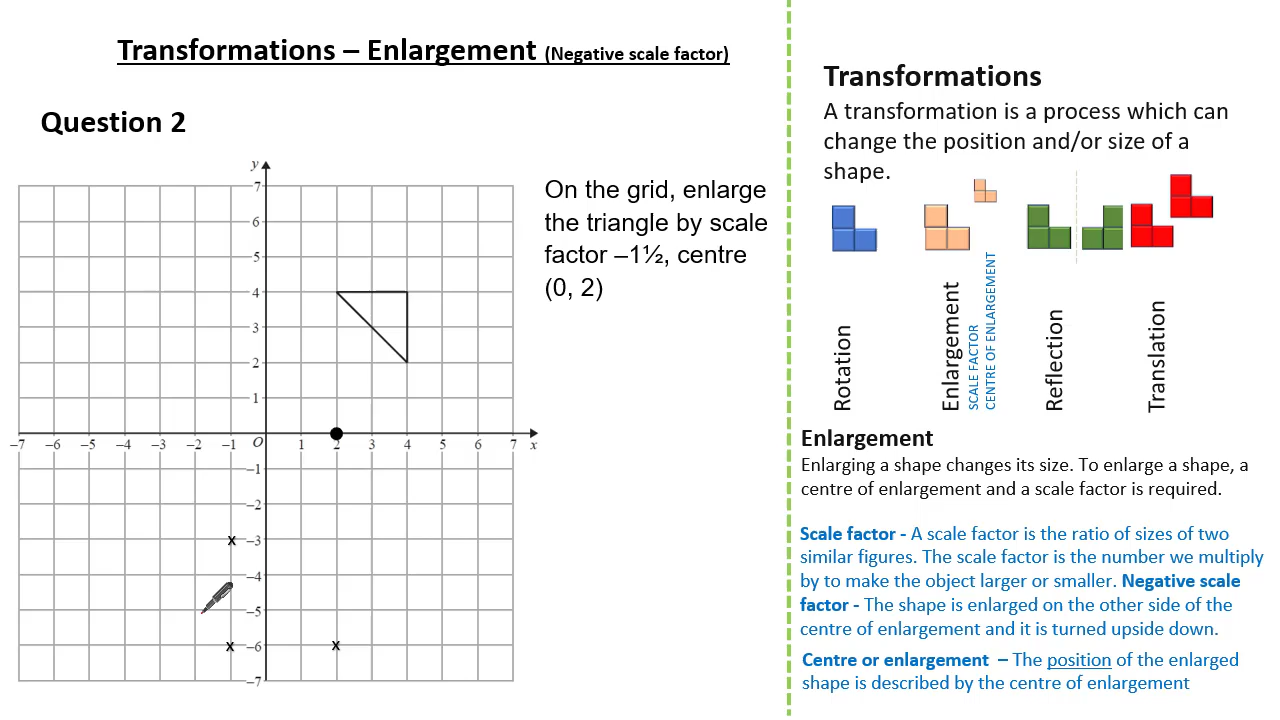 Transformations – Enlargement (Negative scale factor)
Question 2
On the grid, enlarge
the triangle by scale
factor –1½, centre
(0, 2)
y
7
6
5
4
3
2
1
–7 –6 –5 –4 –3 –2 –1 O 1 2 3 4 5 6 7 x
–1
–2
x –3
–4
–5
x –6 x
–7
Transformations
A transformation is a process which can
change the position and/or size of a
shape.
Rotation
Enlargement
SCALE FACTOR
CENTRE OF ENLARGEMENT
Reflection
Translation
Enlargement
Enlarging a shape changes its size. To enlarge a shape, a
centre of enlargement and a scale factor is required.
Scale factor - A scale factor is the ratio of sizes of two
similar figures. The scale factor is the number we multiply
by to make the object larger or smaller. Negative scale
factor - The shape is enlarged on the other side of the
centre of enlargement and it is turned upside down.
Centre or enlargement – The position of the enlarged
shape is described by the centre of enlargement